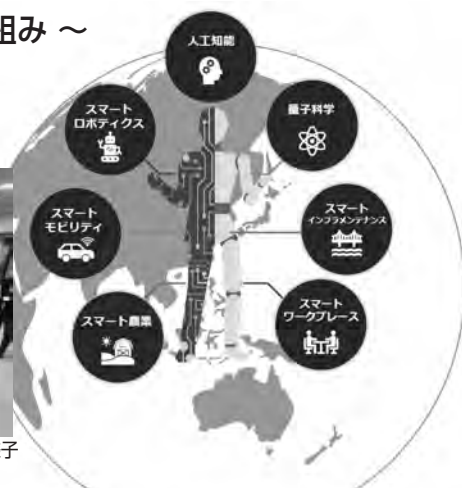 組み ～
人工知能
スマート
ロボティクス
量子科学
スマート
モビリティ
スマート
インフラメンテナンス
スマート農業
スマート
ワークプレース
子